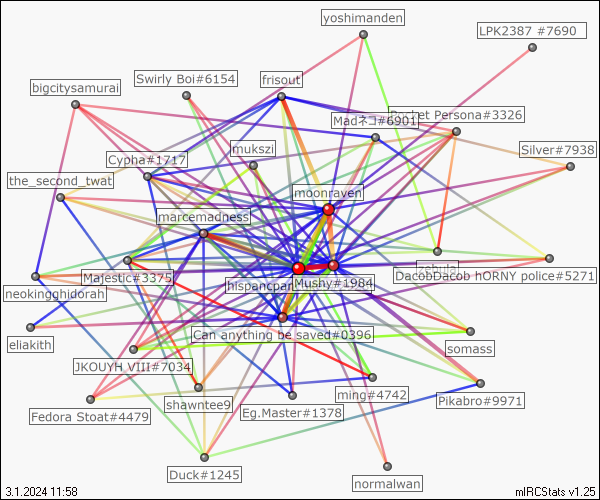 yoshimanden
LPK2387 #7690
Swirly Boi#6154
frisout
bigcitysamurai
Madネコ#6901
Persona#3326
mukszi
Silver#7938
Cypha#1717
the_second_twat
moonraven
marcemadness
Majestic#3375
Mushy#1984
DacobDacob hORNY police#5271
neokingghidorah
Can anything be saved#0396
eliakith
somass
JKOUYH VIII#7034
ming#4742
Pikabro#9971
shawntee9
Eg.Master#1378
Fedora Stoat#4479
Duck#1245
normalwan
3.1.2024 11:58
mIRCStats v1.25